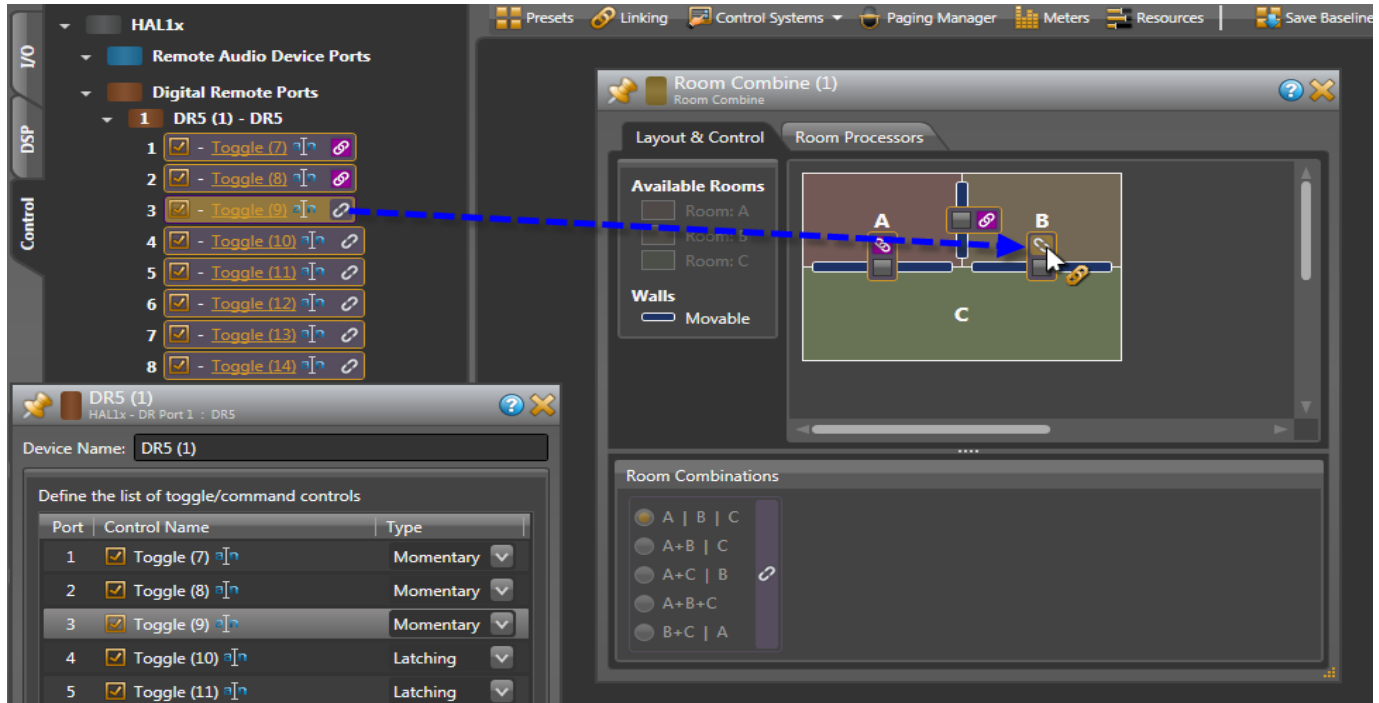 HAL1x
Presets Linking Control Systems Paging Manager Meters Resources Save Baseline
I/O
DSP
Control
Remote Audio Device Ports
Digital Remote Ports
1 DR5 (1) - DR5
1 - Toggle (7)
2 - Toggle (8)
3 - Toggle (9)
4 - Toggle (10)
5 - Toggle (11)
6 - Toggle (12)
7 - Toggle (13)
8 - Toggle (14)
Room Combine (1)
Room Combine
Layout & Control Room Processors
Available Rooms
Room: A
Room: B
Room: C
Walls
Movable
A
B
C
Room Combinations
A | B | C
A+B | C
A+C | B
A+B+C
B+C | A
DR5 (1)
HAL1x - DR Port 1 : DR5
Device Name: DR5 (1)
Define the list of toggle/command controls
Port Control Name Type
1 Toggle (7) Momentary
2 Toggle (8) Momentary
3 Toggle (9) Momentary
4 Toggle (10) Latching
5 Toggle (11) Latching